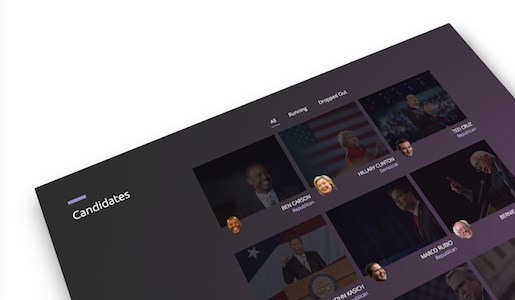 Candidates
All Running Dropped Out
TED CRUZ
Republican
HILLARY CLINTON
Democrat
BEN CARSON
Republican
BERNIE
MARCO RUBIO
Republican
JOHN KASICH
Republican